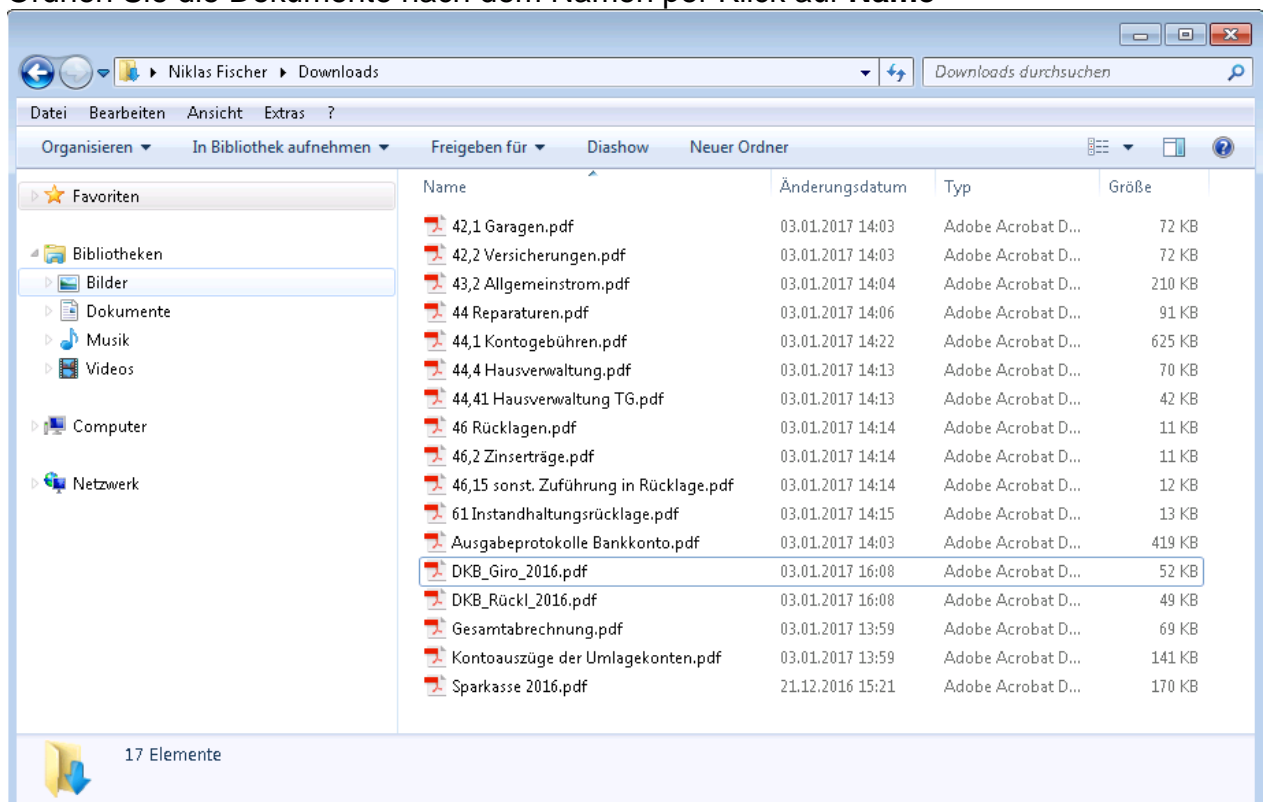 Ordnen Sie die Dokumente nach dem Namen per Klick auf Name
Niklas Fischer Downloads
Downloads durchsuchen
Datei Bearbeiten Ansicht Extras ?
Organisieren In Bibliothek aufnehmen Freigeben für Diashow Neuer Ordner
Favoriten
Bibliotheken
Bilder
Dokumente
Musik
Videos
Computer
Netzwerk
Name Änderungsdatum Typ Größe
42,1 Garagen.pdf 03.01.2017 14:03 Adobe Acrobat D... 72 KB
42,2 Versicherungen.pdf 03.01.2017 14:03 Adobe Acrobat D... 72 KB
43,2 Allgemeinstrom.pdf 03.01.2017 14:04 Adobe Acrobat D... 210 KB
44 Reparaturen.pdf 03.01.2017 14:06 Adobe Acrobat D... 91 KB
44,1 Kontogebühren.pdf 03.01.2017 14:22 Adobe Acrobat D... 625 KB
44,4 Hausverwaltung.pdf 03.01.2017 14:13 Adobe Acrobat D... 70 KB
44,41 Hausverwaltung TG.pdf 03.01.2017 14:13 Adobe Acrobat D... 42 KB
46 Rücklagen.pdf 03.01.2017 14:14 Adobe Acrobat D... 11 KB
46,2 Zinserträge.pdf 03.01.2017 14:14 Adobe Acrobat D... 11 KB
46,15 sonst. Zuführung in Rücklage.pdf 03.01.2017 14:14 Adobe Acrobat D... 12 KB
61 Instandhaltungsrücklage.pdf 03.01.2017 14:15 Adobe Acrobat D... 13 KB
Ausgabeprotokolle Bankkonto.pdf 03.01.2017 14:03 Adobe Acrobat D... 419 KB
DKB_Giro_2016.pdf 03.01.2017 16:08 Adobe Acrobat D... 52 KB
DKB_Rückl_2016.pdf 03.01.2017 16:08 Adobe Acrobat D... 49 KB
Gesamtabrechnung.pdf 03.01.2017 13:59 Adobe Acrobat D... 69 KB
Kontoauszüge der Umlagekonten.pdf 03.01.2017 13:59 Adobe Acrobat D... 141 KB
Sparkasse 2016.pdf 21.12.2016 15:21 Adobe Acrobat D... 170 KB
17 Elemente